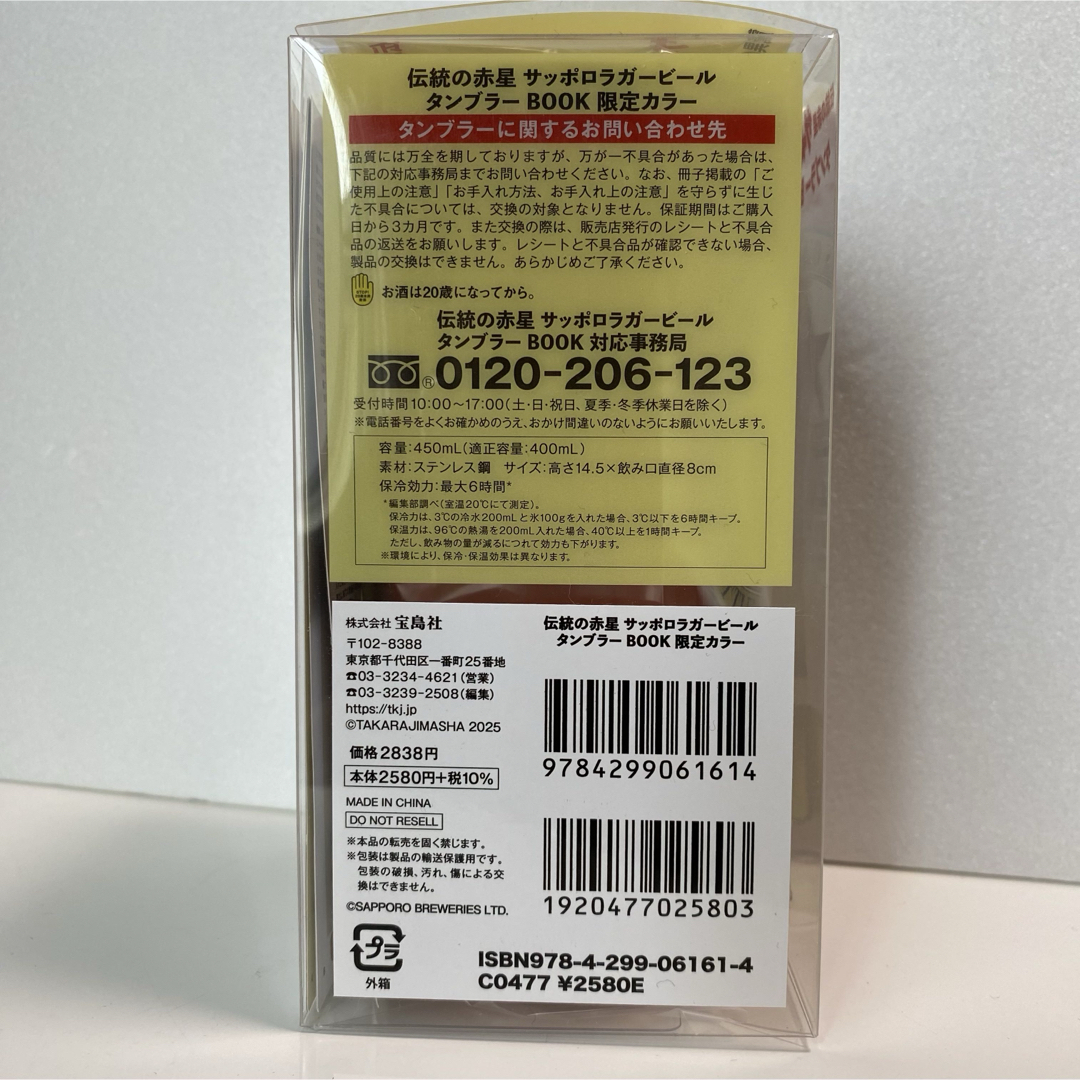 伝統の赤星 サッポロラガービール
タンブラー BOOK 限定カラー
タンブラーに関するお問い合わせ先
品質には万全を期しておりますが、万が一不具合があった場合は、
下記の対応事務局までお問い合わせください。なお、冊子掲載の「ご
使用上の注意」「お手入れ方法、お手入れ上の注意」を守らずに生じ
た不具合については、交換の対象となりません。保証期間はご購入
日から3カ月です。また交換の際は、販売店発行のレシートと不具合
品の返送をお願いします。レシートと不具合品が確認できない場合、
製品の交換はできません。あらかじめご了承ください。
お酒は20歳になってから。
伝統の赤星 サッポロラガービール
タンブラー BOOK 対応事務局
®0120-206-123
受付時間10:00〜17:00(土・日・祝日、夏季・冬季休業日を除く)
※電話番号をよくお確かめのうえ、おかけ間違いのないようにお願いいたします。
容量:450mL(適正容量:400mL)
素材:ステンレス鋼 サイズ:高さ14.5×飲み口直径8cm
保冷効力:最大6時間*
*編集部調べ(室温20℃にて測定)。
保冷力は、3℃の冷水200mLと氷100gを入れた場合、3℃以下を6時間キープ。
保温力は、96℃の熱湯を200mL入れた場合、40℃以上を1時間キープ。
ただし、飲み物の量が減るにつれて効力も下がります。
※環境により、保冷・保温効果は異なります。
株式会社 宝島社
〒102-8388
東京都千代田区一番町25番地
☎03-3234-4621(営業)
☎03-3239-2508(編集)
https://tkj.jp
©TAKARAJIMASHA 2025
価格2838円
本体2580円+税10%
MADE IN CHINA
DO NOT RESELL
※本品の転売を固く禁じます。
※包装は製品の輸送保護用です。
包装の破損、汚れ、傷による交
換はできません。
©SAPPORO BREWERIES LTD.
プラ
外箱
伝統の赤星 サッポロラガービール
タンブラー BOOK 限定カラー
9784299061614
1920477025803
ISBN978-4-299-06161-4
C0477 ¥2580E